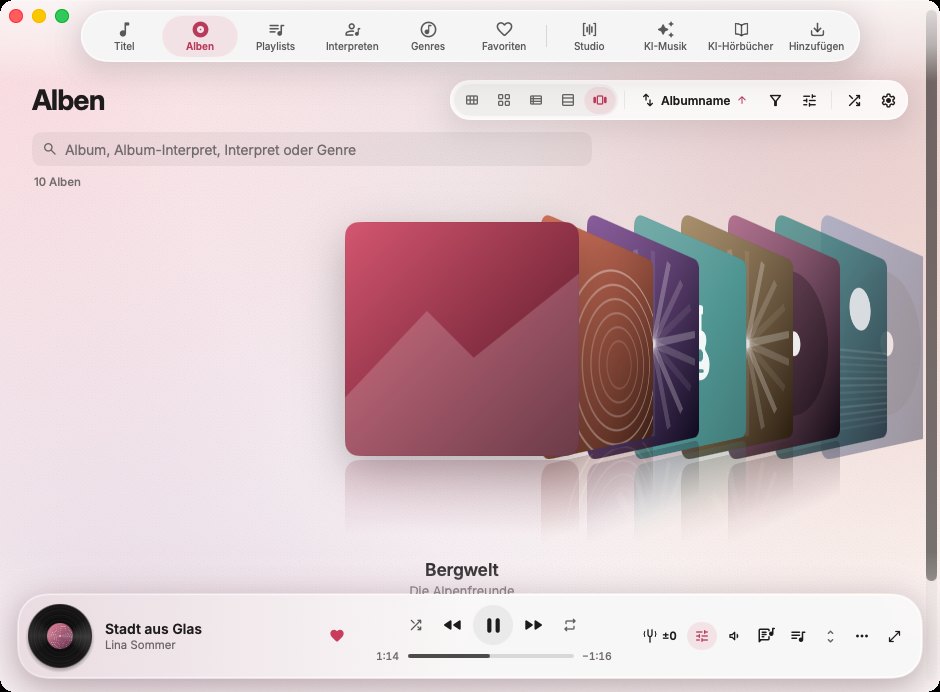 Titel
Alben
Playlists
Interpreten
Genres
Favoriten
Studio
KI-Musik
KI-Hörbücher
Hinzufügen
Alben
Albumname
Album, Album-Interpret, Interpret oder Genre
10 Alben
Bergwelt
Die Alpenfreunde
Stadt aus Glas
Lina Sommer
1:14
−1:16
±0